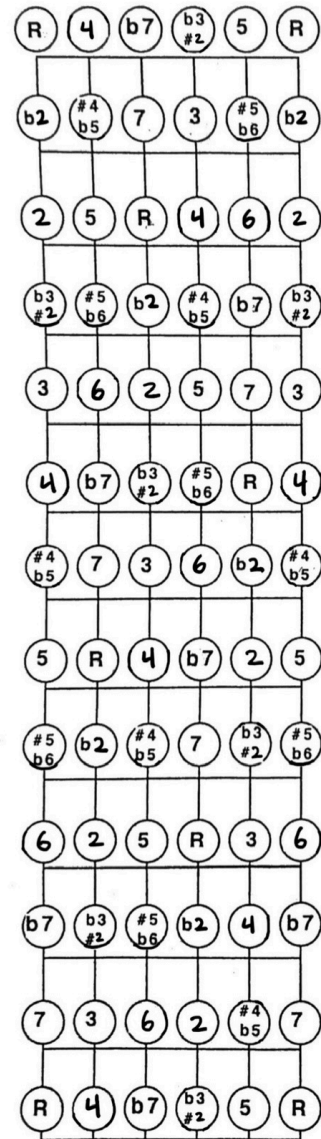 R 4 b7 b3 #2 5 R
b2 #4 b5 7 3 #5 b6 b2
2 5 R 4 6 2
b3 #2 #5 b6 b2 #4 b5 b7 b3 #2
3 6 2 5 7 3
4 b7 b3 #2 #5 b6 R 4
#4 b5 7 3 6 b2 #4 b5
5 R 4 b7 2 5
#5 b6 b2 #4 b5 7 b3 #2 #5 b6
6 2 5 R 3 6
b7 b3 #2 #5 b6 b2 4 b7
7 3 6 2 #4 b5 7
R 4 b7 b3 #2 5 R